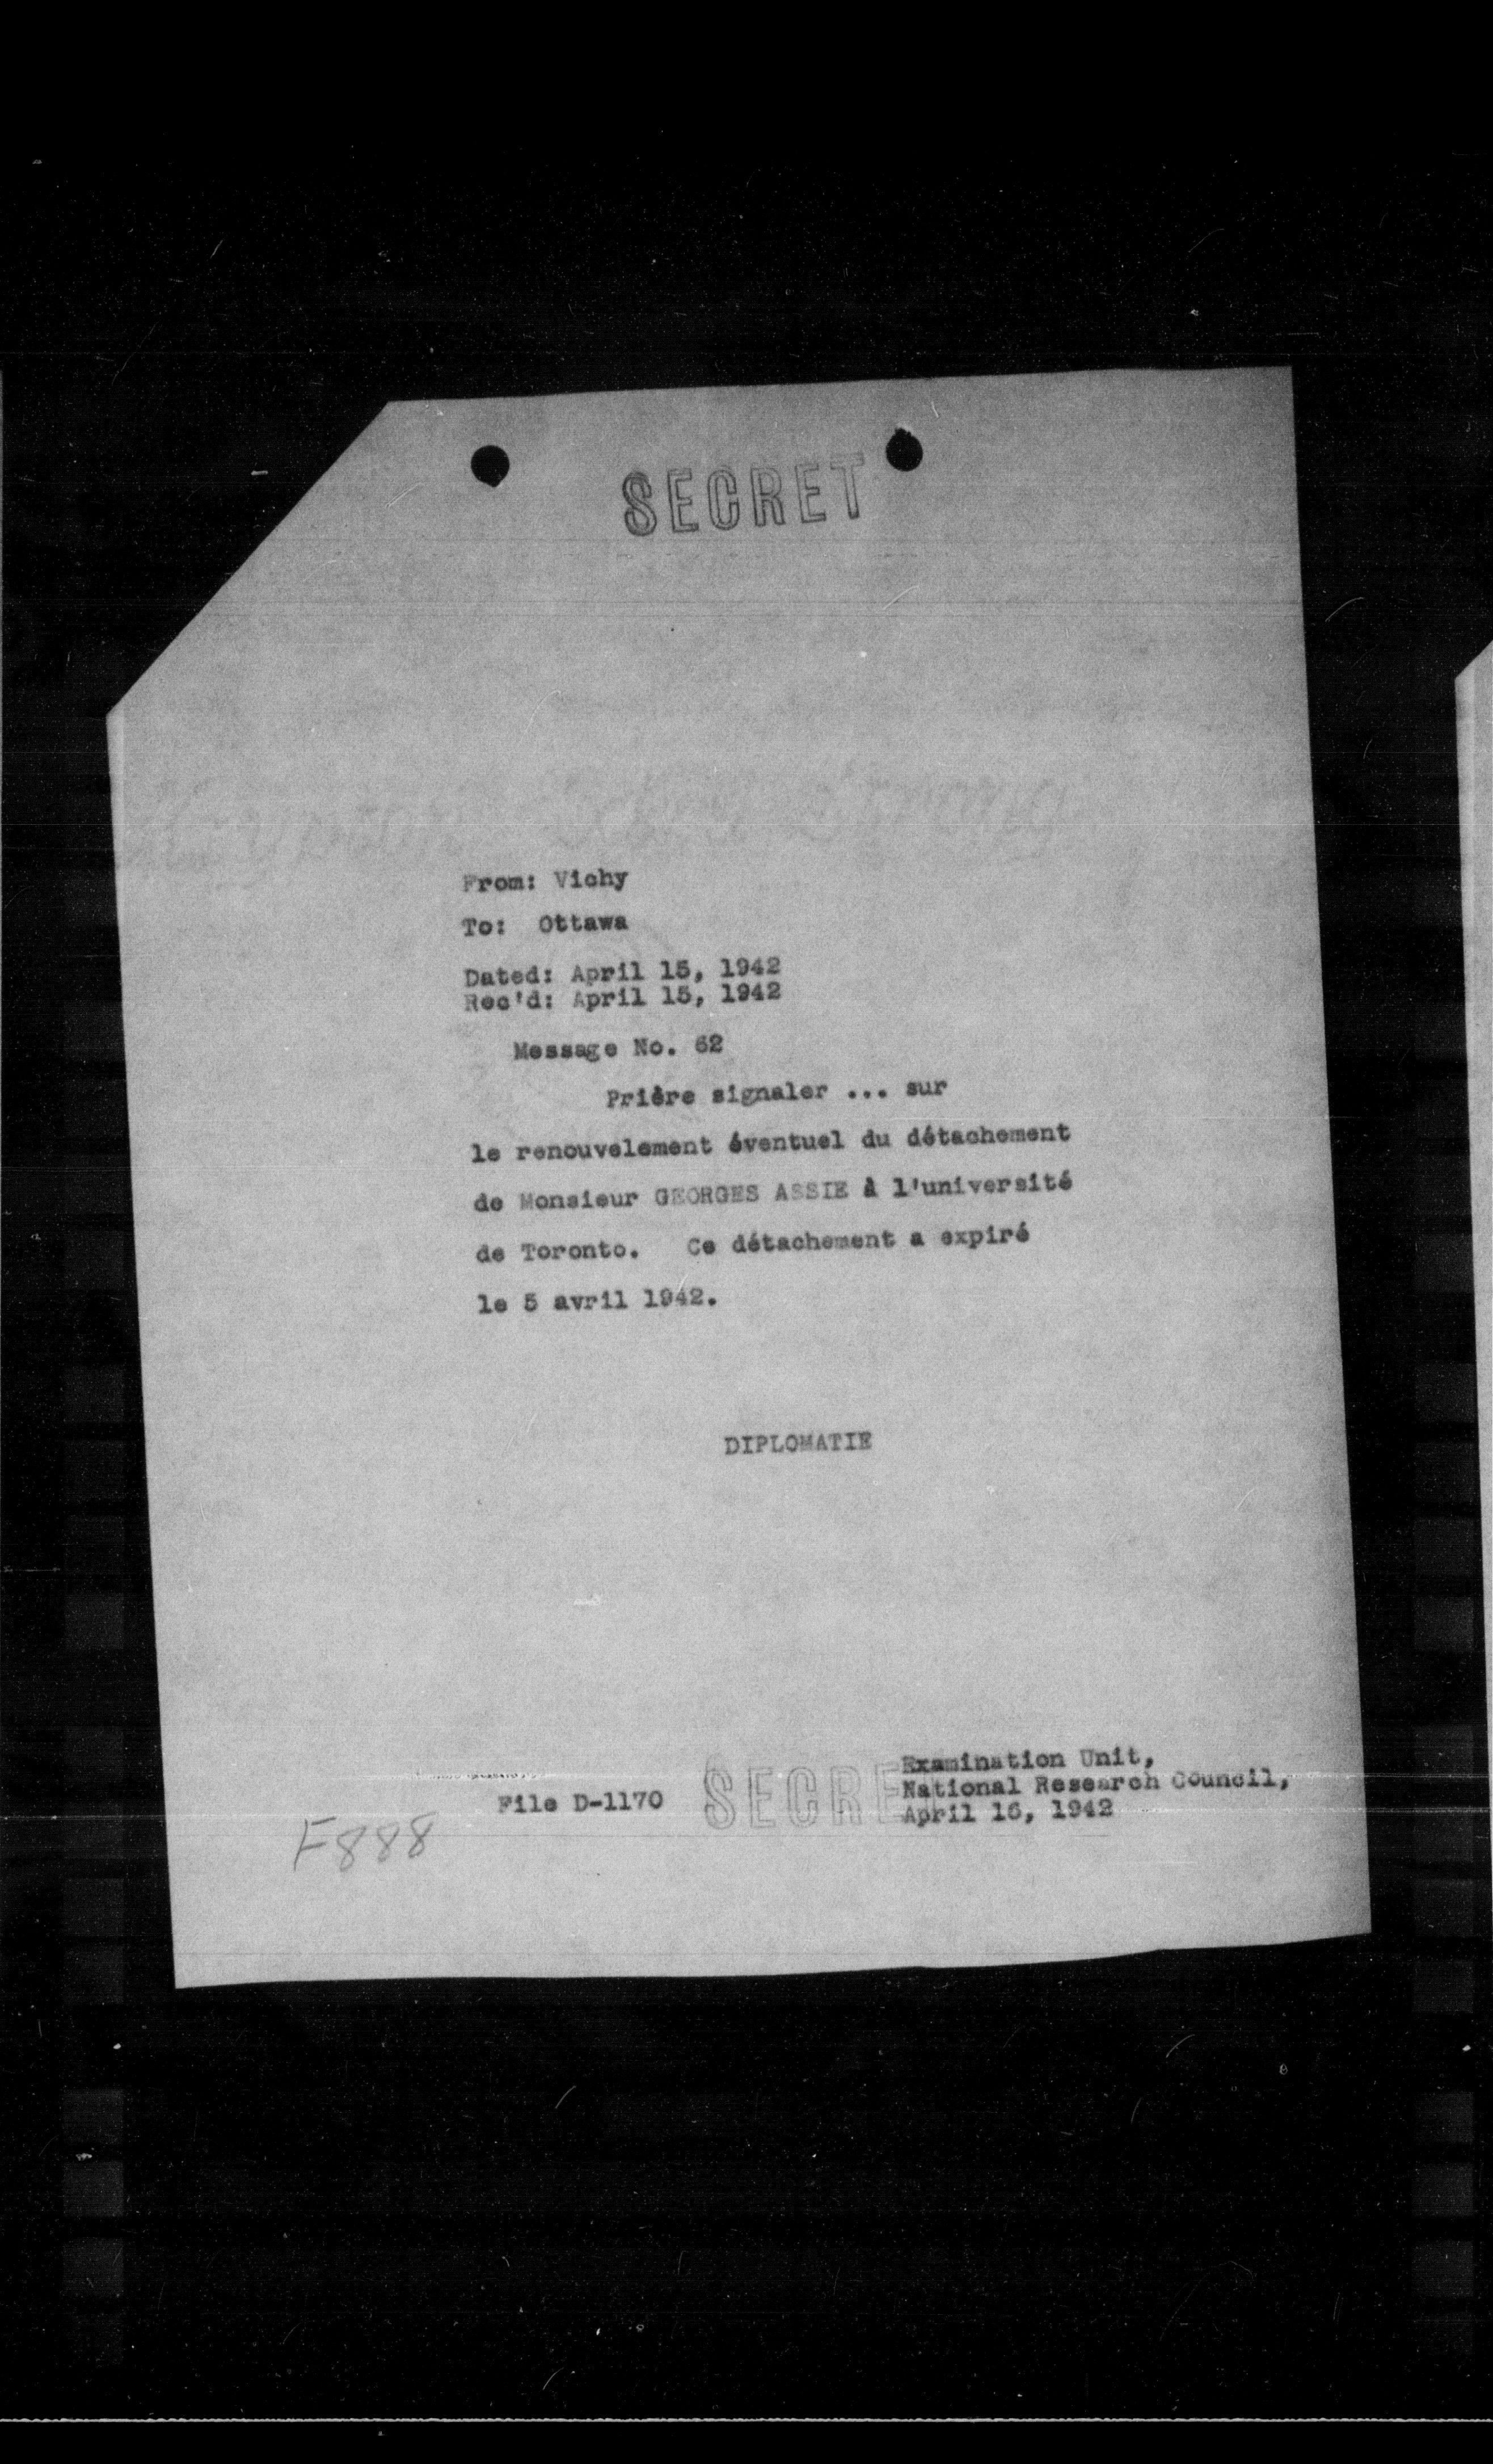 SECRET
From: Vichy
To: Ottawa
Dated: April 15, 1942
Rec'd: April 15, 1942
Message No. 62
Prière signaler ... sur
le renouvelement éventuel du détachement
de Monsieur GEORGES ASSIE à l'université
de Toronto. Ce détachement a expiré
le 5 avril 1942.
DIPLOMATIE
Examination Unit,
National Research Council,
April 16, 1942
File D-1170
SECRE
F888